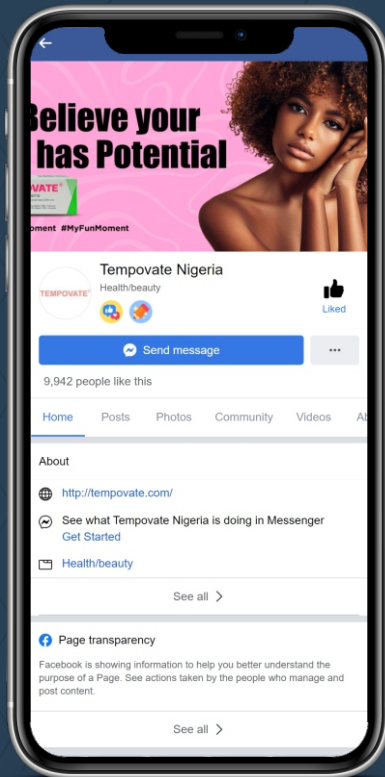 Believe your
has Potential
VATE®
oment #MyFunMoment
TEMPOVATE®
Tempovate Nigeria
Health/beauty
Liked
Send message
...
9,942 people like this
Home Posts Photos Community Videos Ab
About
http://tempovate.com/
See what Tempovate Nigeria is doing in Messenger
Get Started
Health/beauty
See all >
Page transparency
Facebook is showing information to help you better understand the
purpose of a Page. See actions taken by the people who manage and
post content.
See all >